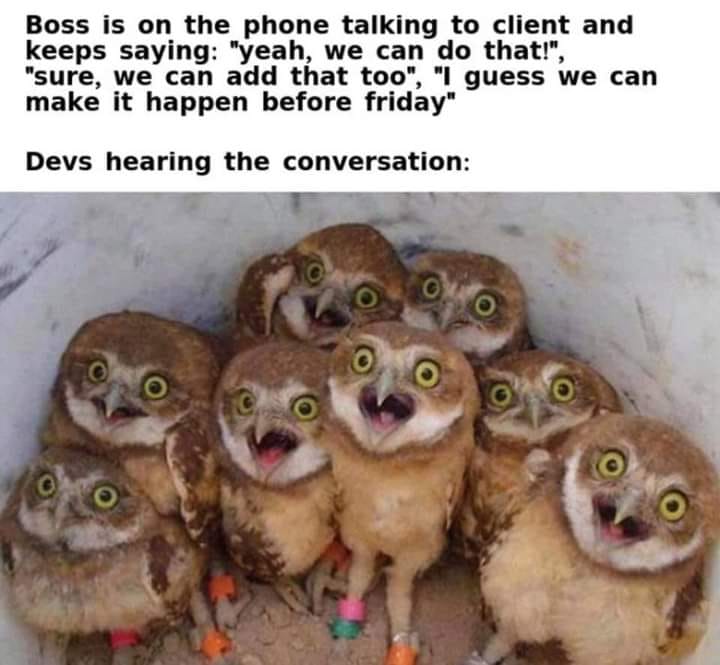 Boss is on the phone talking to client and
keeps saying: "yeah, we can do that!",
"sure, we can add that too", "I guess we can
make it happen before friday"
Devs hearing the conversation: